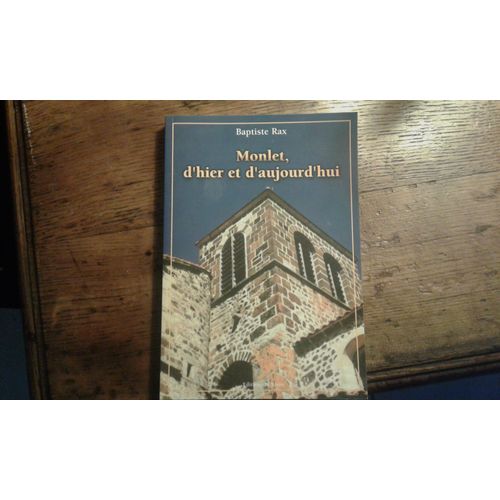 Baptiste Rax
Monlet,
d'hier et d'aujourd'hui